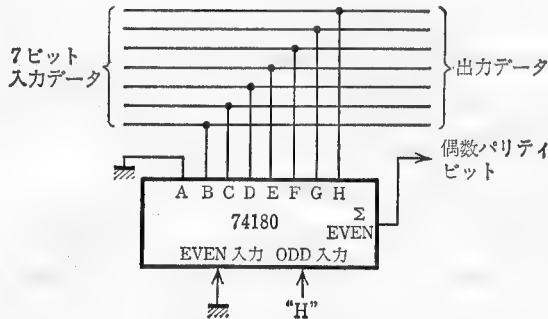 7ビット
入力データ
出力データ
偶数パリティ
ビット
A B C D E F G H
74180
Σ
EVEN
EVEN 入力 ODD 入力
“H”